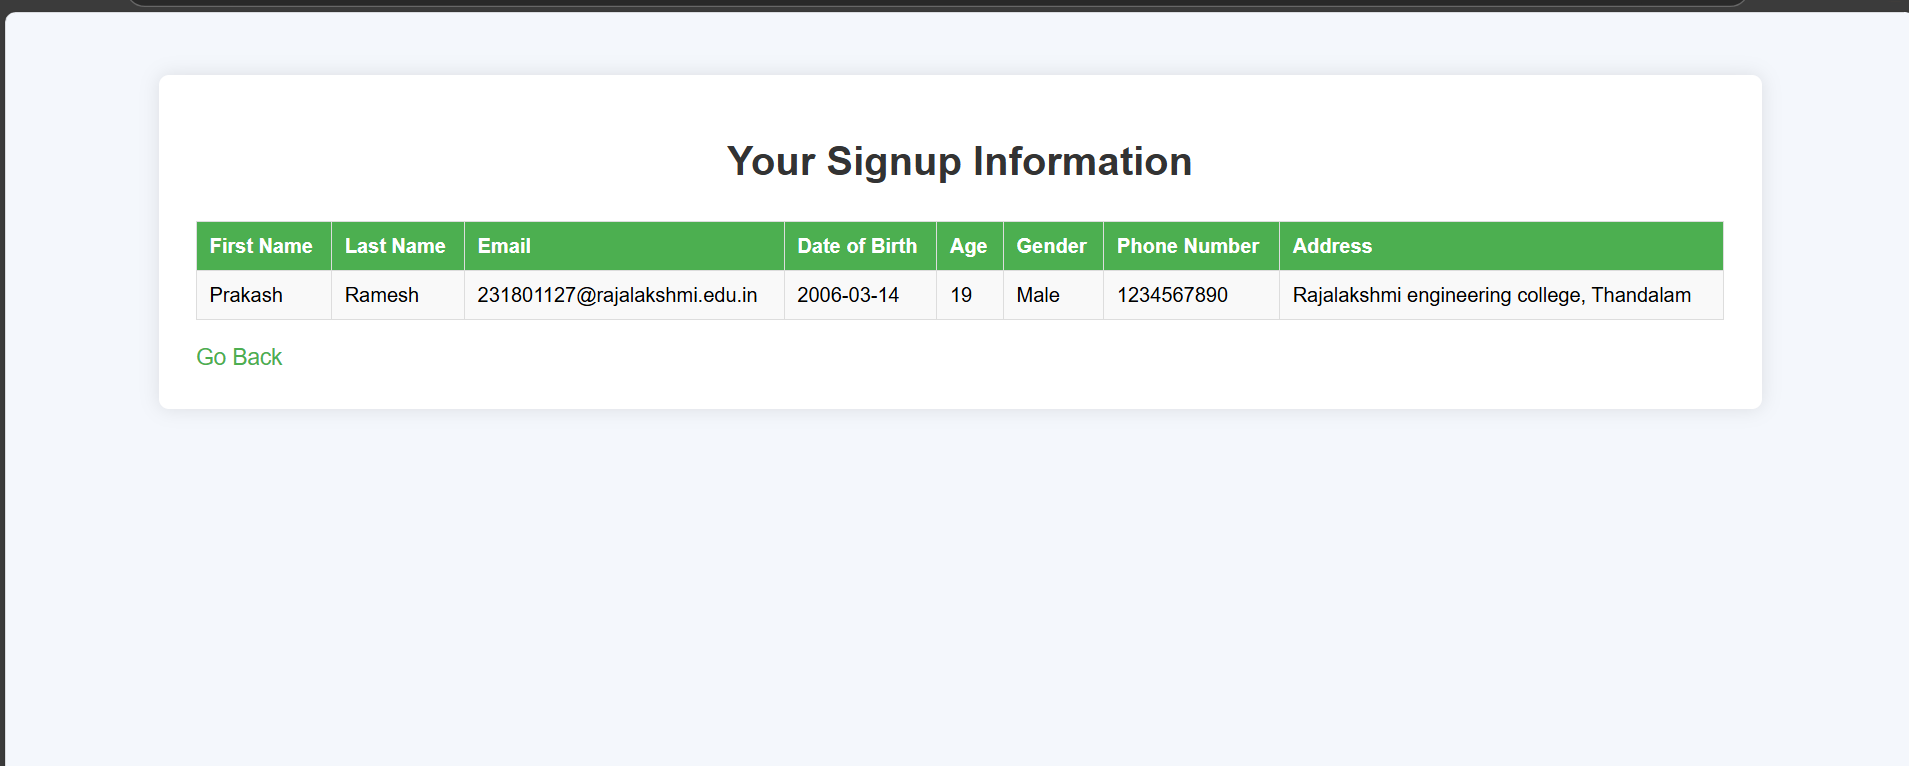 Your Signup Information
First Name Last Name Email Date of Birth Age Gender Phone Number Address
Prakash Ramesh 231801127@rajalakshmi.edu.in 2006-03-14 19 Male 1234567890 Rajalakshmi engineering college, Thandalam
Go Back